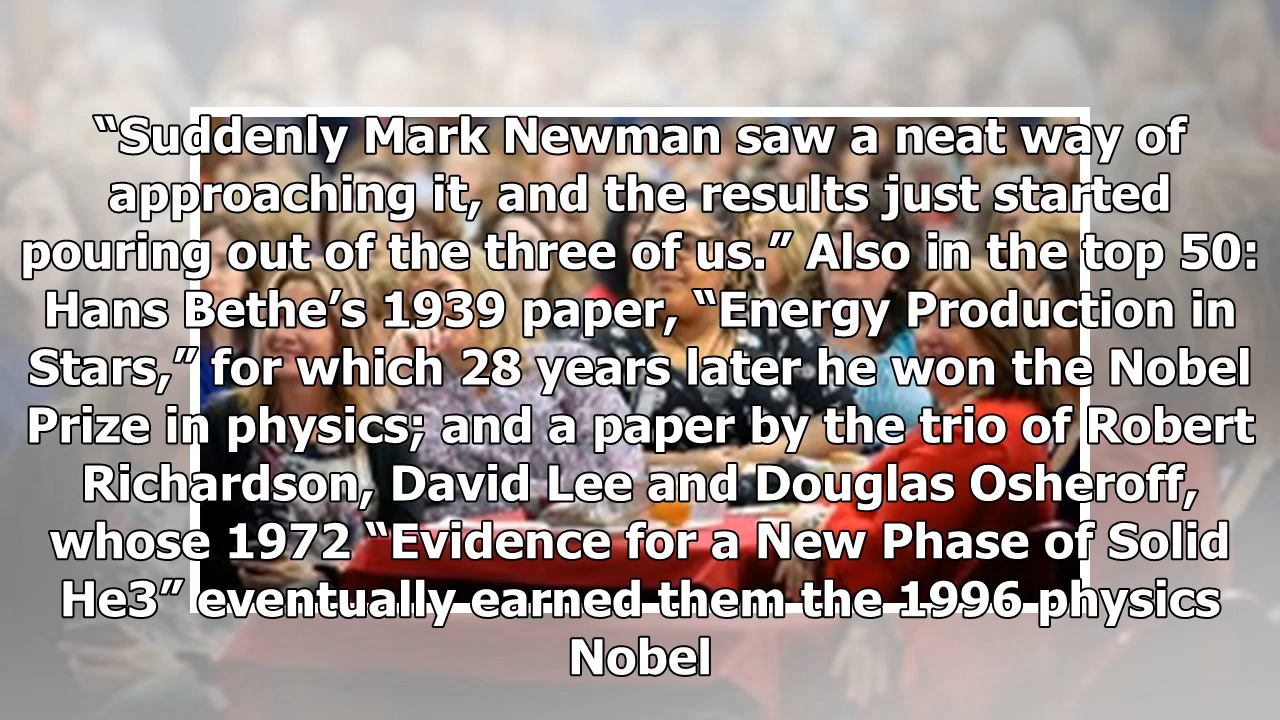 “Suddenly Mark Newman saw a neat way of
approaching it, and the results just started
pouring out of the three of us.” Also in the top 50:
Hans Bethe’s 1939 paper, “Energy Production in
Stars,” for which 28 years later he won the Nobel
Prize in physics; and a paper by the trio of Robert
Richardson, David Lee and Douglas Osheroff,
whose 1972 “Evidence for a New Phase of Solid
He3” eventually earned them the 1996 physics
Nobel